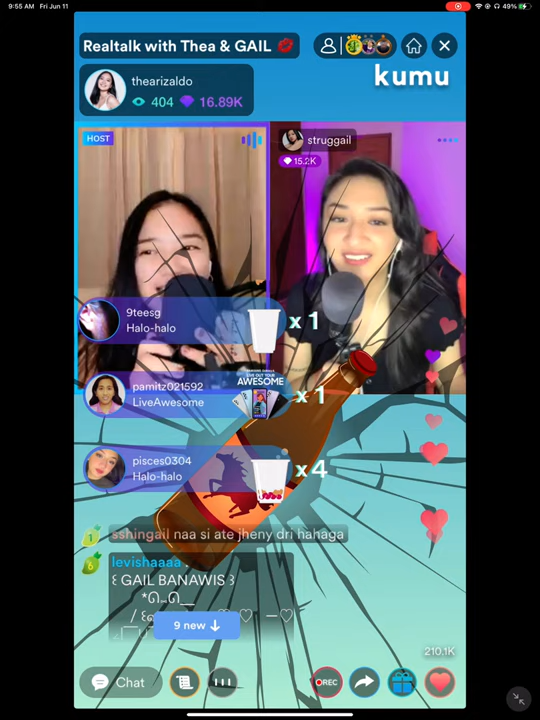 9:55 AM Fri Jun 11
49%
Realtalk with Thea & GAIL 💋
kumu
thearizaldo
404 16.89K
HOST
struggail
15.2K
9teesg
Halo-halo
x 1
pamitz021592
LiveAwesome
AWESOME
x 1
pisces0304
Halo-halo
x 4
1
sshingail naa si ate jheny dri hahaga
6
levishaaaa
꒰ GAIL BANAWIS ꒱
9 new ↓
210.1K
Chat
REC